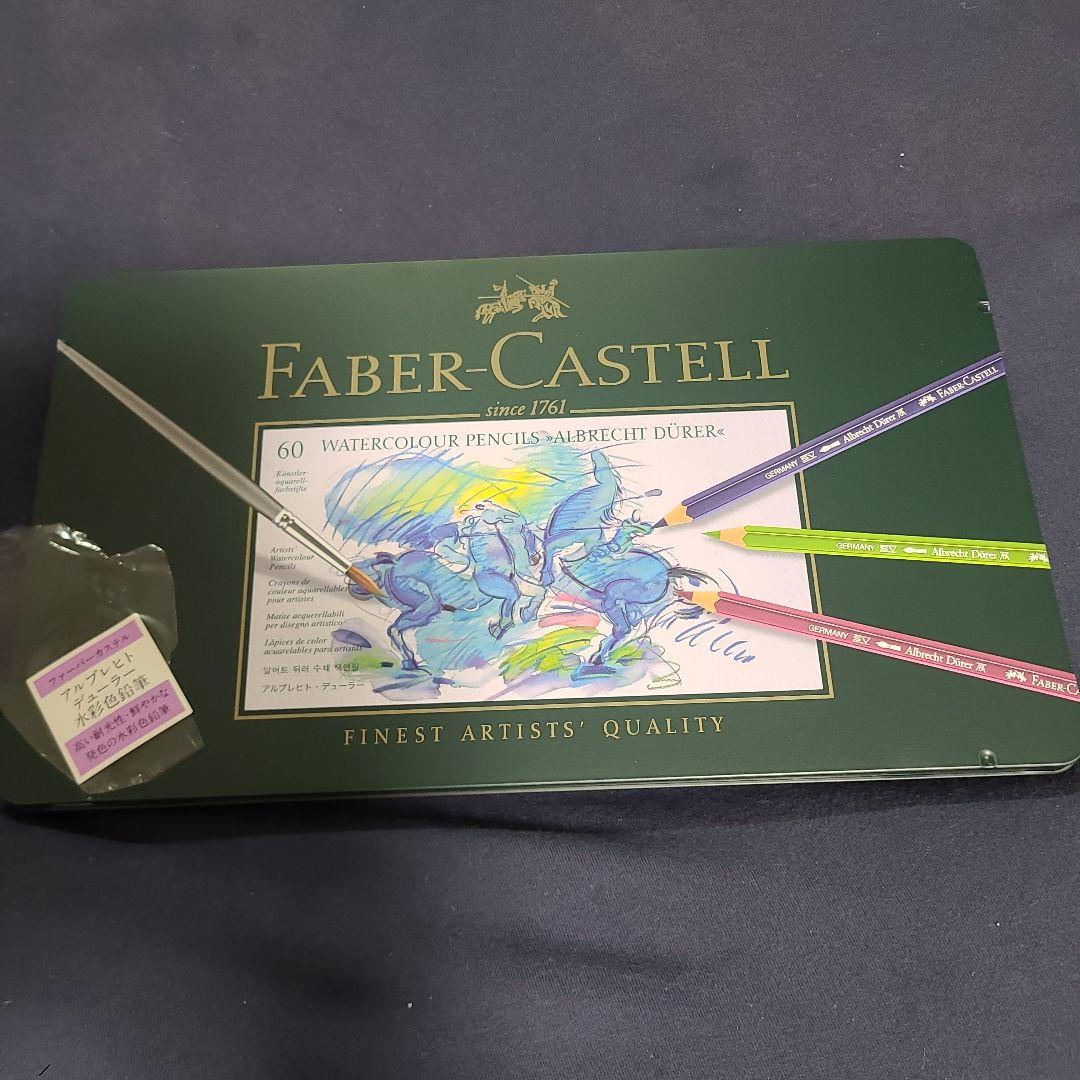 FABER-CASTELL
since 1761
60 WATERCOLOUR PENCILS »ALBRECHT DÜRER«
Künstler-
aquarell-
farbstifte
Artists'
Watercolour
Pencils
Crayons de
couleur aquarellables
pour artistes
Matite acquerellabili
per disegno artistico
Lápices de color
acuarelables para artistas
알버트 뒤러 수채 색연필
アルブレヒト・デューラー
FINEST ARTISTS' QUALITY
GERMANY Albrecht Dürer FABER-CASTELL
GERMANY Albrecht Dürer
GERMANY Albrecht Dürer FABER-CA
ファーバーカステル
アルブレヒト
デューラー
水彩色鉛筆
高い耐光性・鮮やかな
発色の水彩色鉛筆